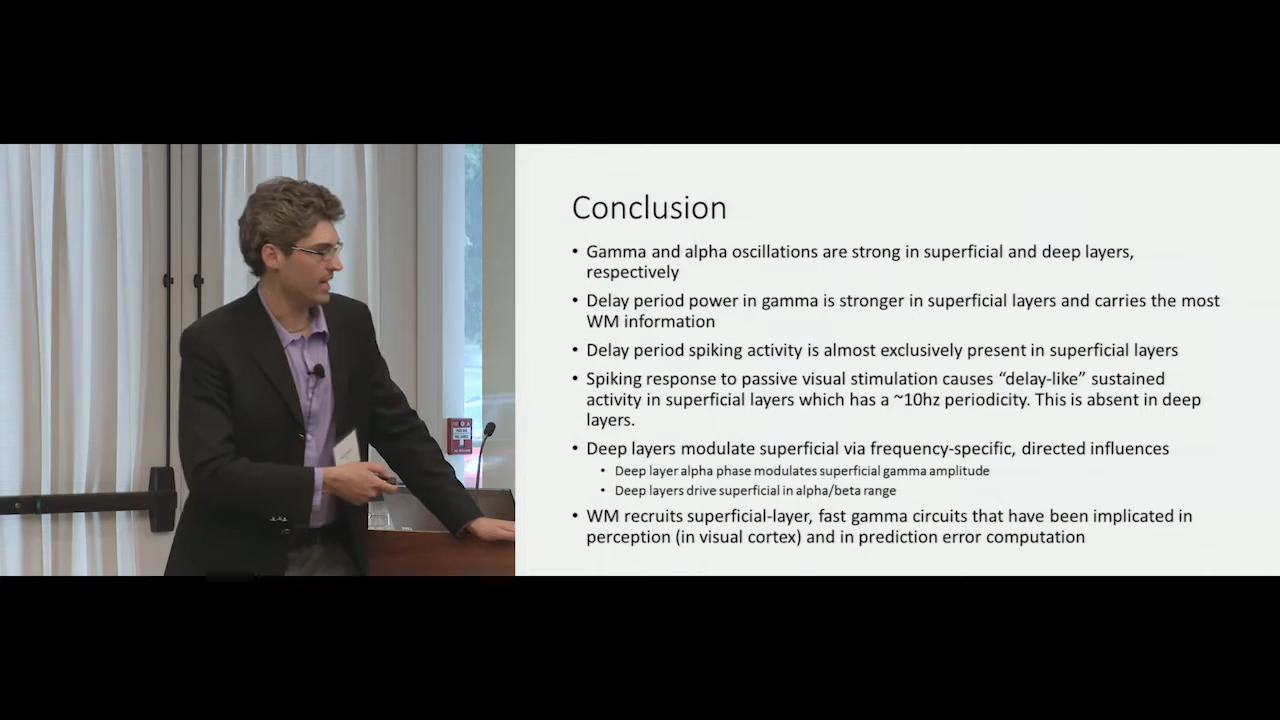 Conclusion
• Gamma and alpha oscillations are strong in superficial and deep layers,
respectively
• Delay period power in gamma is stronger in superficial layers and carries the most
WM information
• Delay period spiking activity is almost exclusively present in superficial layers
• Spiking response to passive visual stimulation causes “delay-like” sustained
activity in superficial layers which has a ~10hz periodicity. This is absent in deep
layers.
• Deep layers modulate superficial via frequency-specific, directed influences
• Deep layer alpha phase modulates superficial gamma amplitude
• Deep layers drive superficial in alpha/beta range
• WM recruits superficial-layer, fast gamma circuits that have been implicated in
perception (in visual cortex) and in prediction error computation